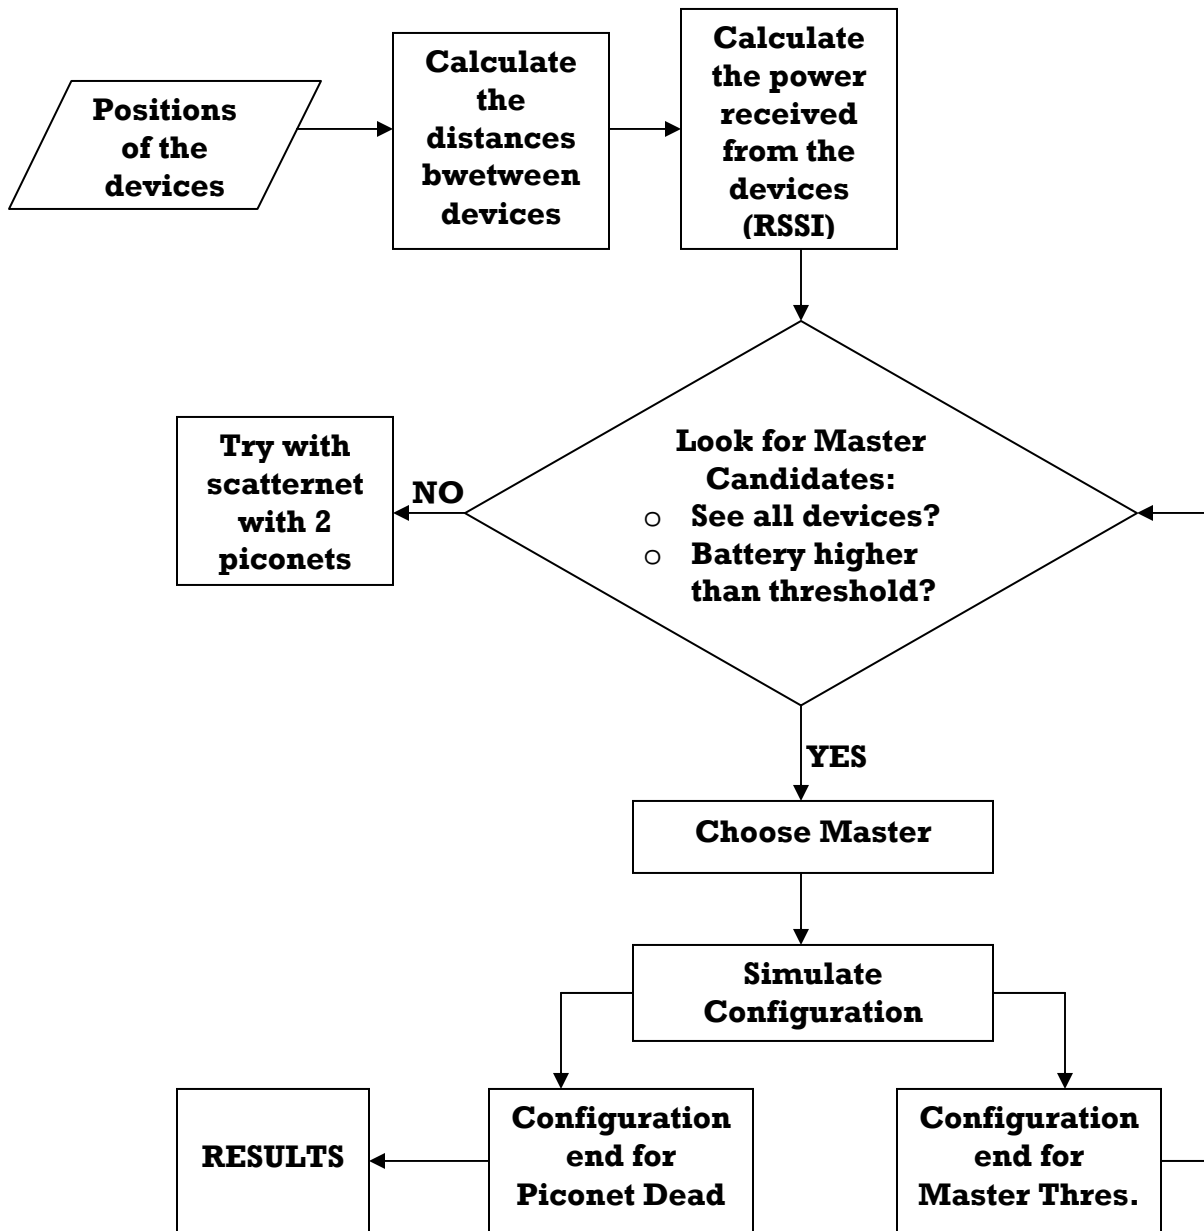 Positions
of the
devices
Calculate
the
distances
bwetween
devices
Calculate
the power
received
from the
devices
(RSSI)
Look for Master
Candidates:
o See all devices?
o Battery higher
than threshold?
NO
Try with
scatternet
with 2
piconets
YES
Choose Master
Simulate
Configuration
Configuration
end for
Piconet Dead
RESULTS
Configuration
end for
Master Thres.